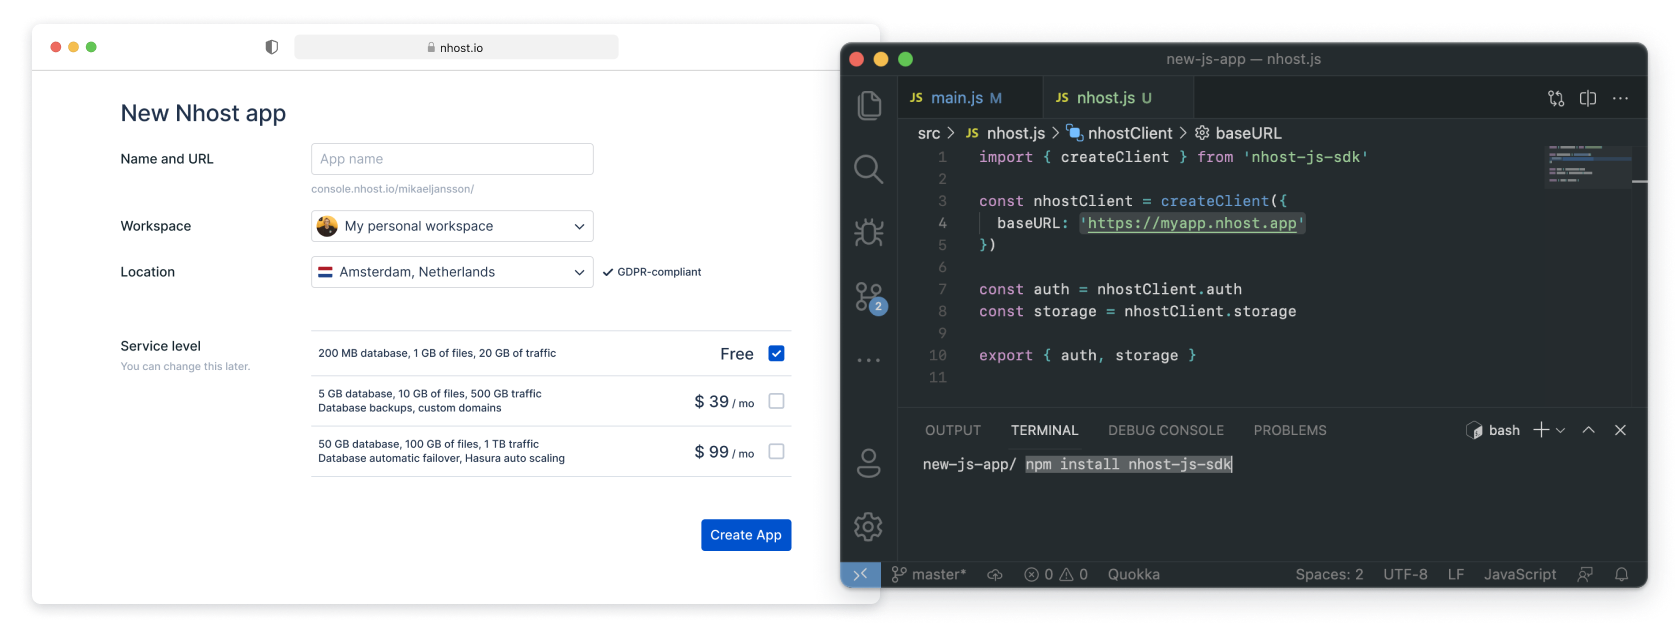 nhost.io
New Nhost app
Name and URL
App name
console.nhost.io/mikaeljansson/
Workspace
My personal workspace
Location
Amsterdam, Netherlands
GDPR-compliant
Service level
You can change this later.
200 MB database, 1 GB of files, 20 GB of traffic
Free
5 GB database, 10 GB of files, 500 GB traffic
Database backups, custom domains
$ 39 / mo
50 GB database, 100 GB of files, 1 TB traffic
Database automatic failover, Hasura auto scaling
$ 99 / mo
Create App
new-js-app — nhost.js
JS main.js M
JS nhost.js U
src > JS nhost.js > nhostClient > baseURL
1 import { createClient } from 'nhost-js-sdk'
2
3 const nhostClient = createClient({
4 baseURL: 'https://myapp.nhost.app'
5 })
6
7 const auth = nhostClient.auth
8 const storage = nhostClient.storage
9
10 export { auth, storage }
11
2
OUTPUT TERMINAL DEBUG CONSOLE PROBLEMS
bash
new-js-app/ npm install nhost-js-sdk
master* 0 0 Quokka
Spaces: 2 UTF-8 LF JavaScript